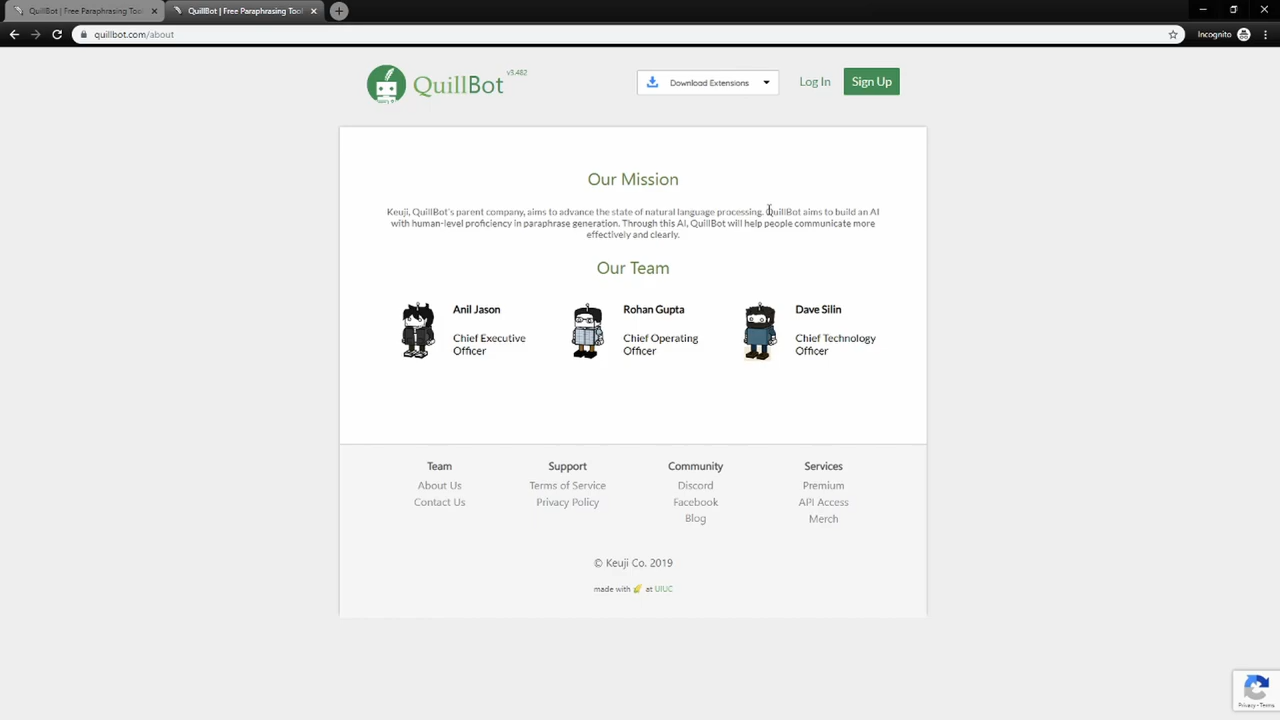 QuillBot | Free Paraphrasing Tool
QuillBot | Free Paraphrasing Tool
quillbot.com/about
Incognito
QuillBot v3.482
Download Extensions
Log In
Sign Up
Our Mission
Keuji, QuillBot's parent company, aims to advance the state of natural language processing. QuillBot aims to build an AI
with human-level proficiency in paraphrase generation. Through this AI, QuillBot will help people communicate more
effectively and clearly.
Our Team
Anil Jason
Chief Executive
Officer
Rohan Gupta
Chief Operating
Officer
Dave Silin
Chief Technology
Officer
Team
About Us
Contact Us
Support
Terms of Service
Privacy Policy
Community
Discord
Facebook
Blog
Services
Premium
API Access
Merch
© Keuji Co. 2019
made with 🌽 at UIUC
Privacy - Terms